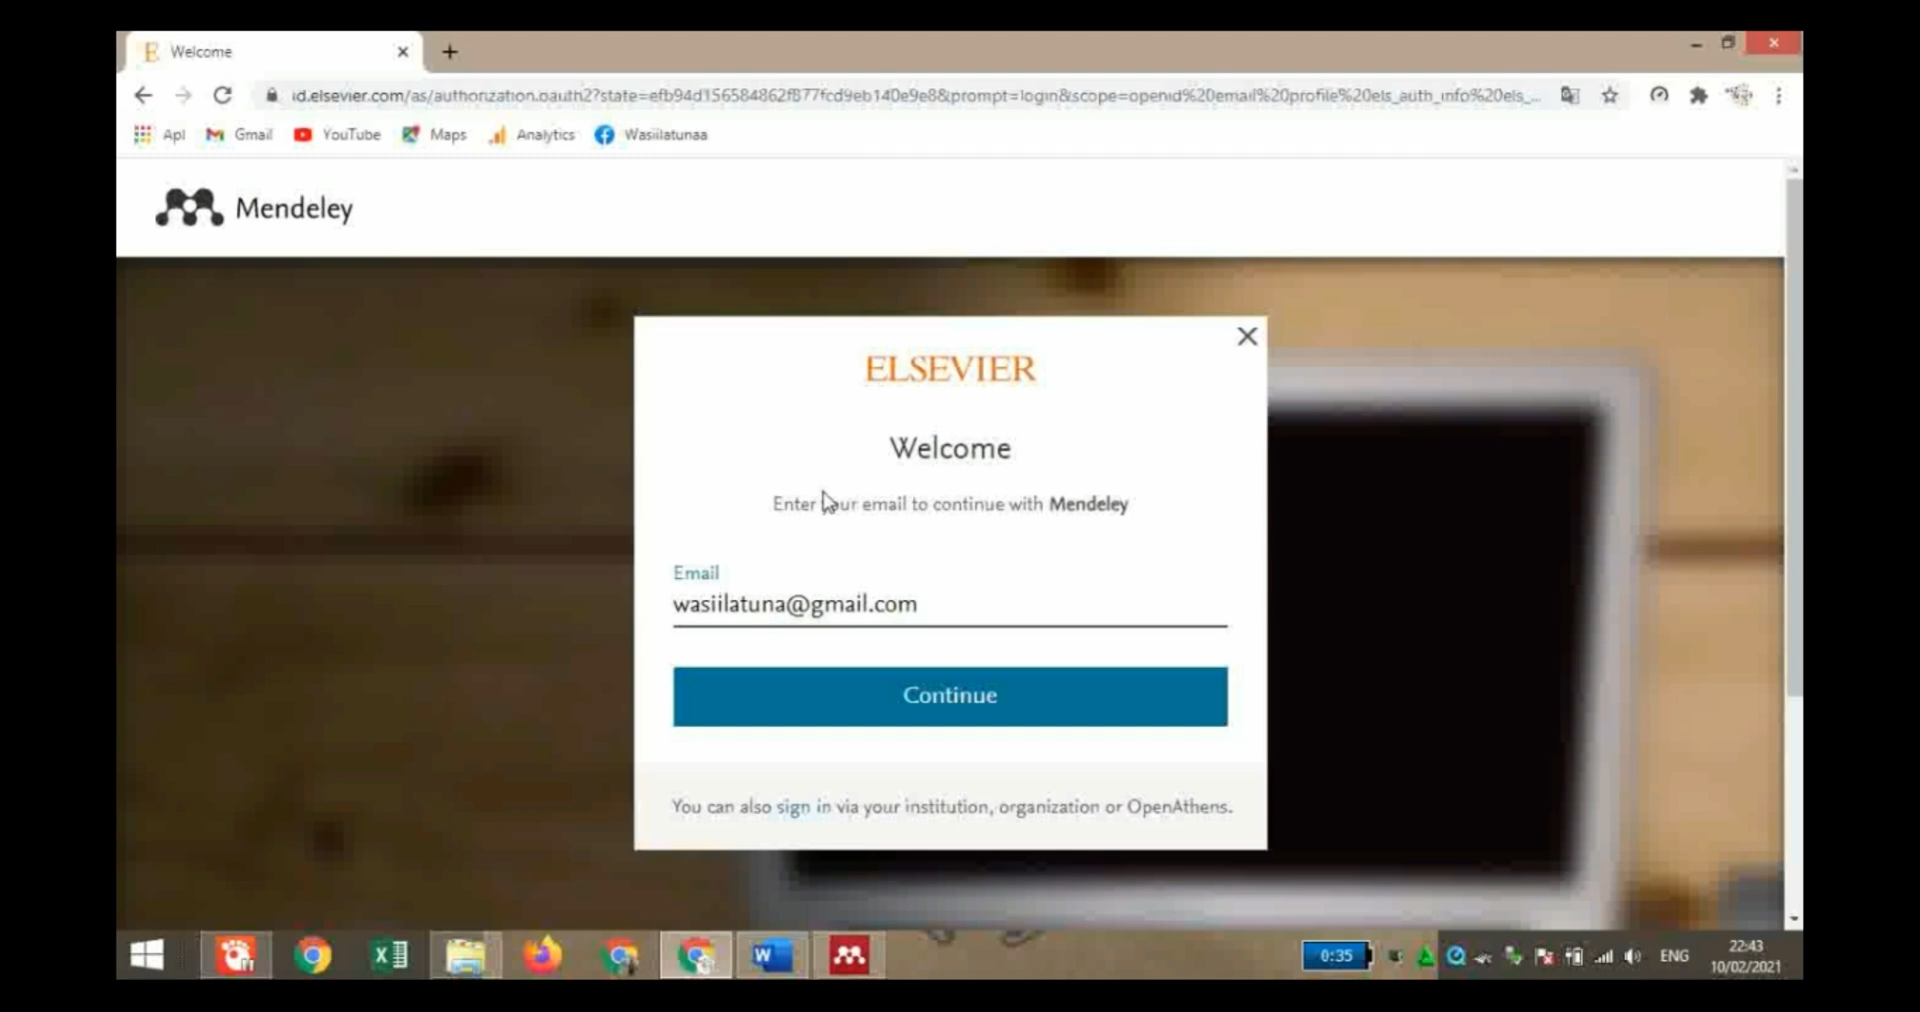 Welcome
id.elsevier.com/as/authorization.oauth2?state=efb94d156584862f877fcd9eb140e9e8&prompt=login&scope=openid%20email%20profile%20els_auth_info%20els_...
Apl Gmail YouTube Maps Analytics Wasiilatunaa
Mendeley
ELSEVIER
Welcome
Enter your email to continue with Mendeley
Email
wasiilatuna@gmail.com
Continue
You can also sign in via your institution, organization or OpenAthens.
0:35 ENG 22:43
10/02/2021